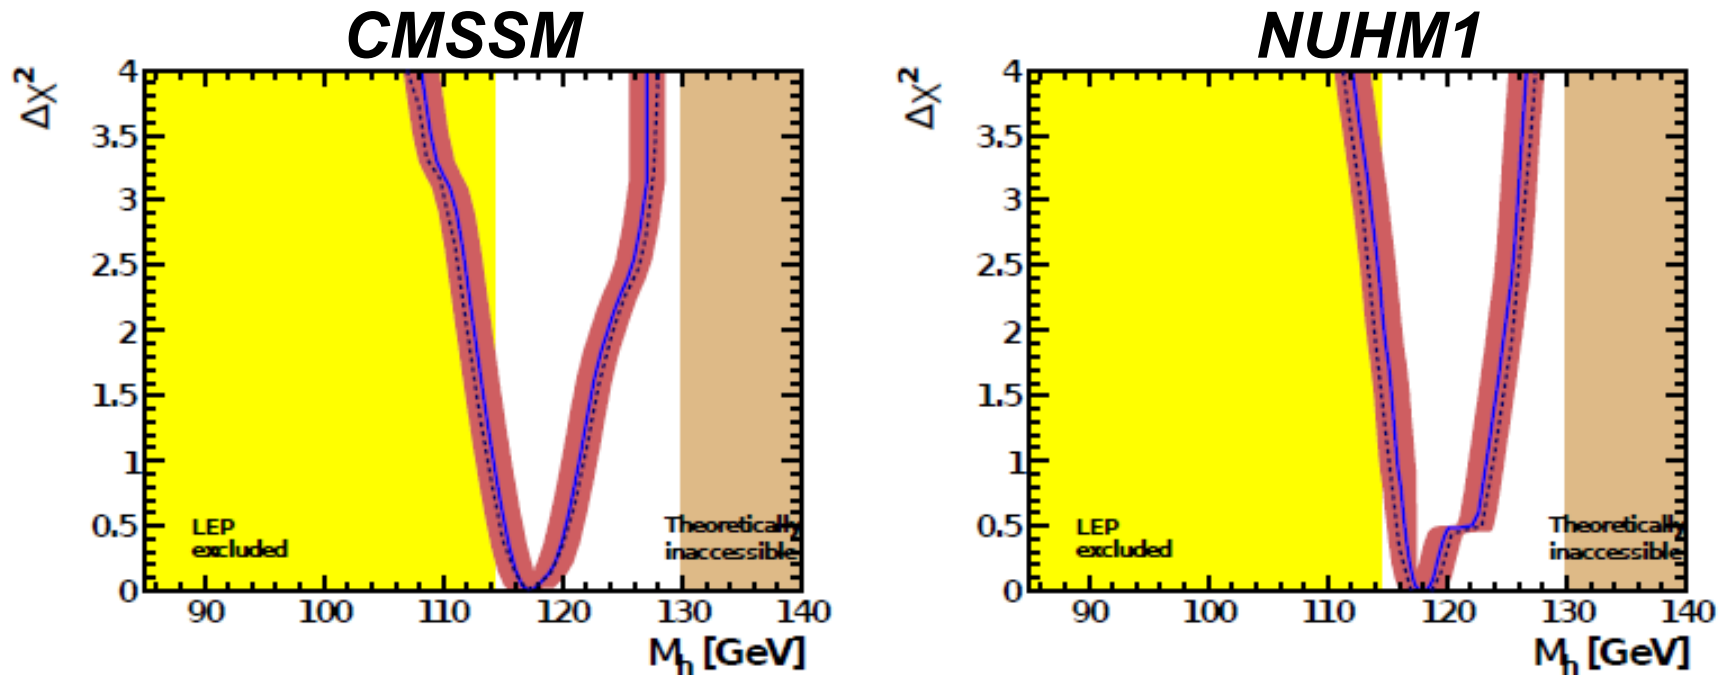 CMSSM
Δχ²
4
3.5
3
2.5
2
1.5
1
0.5
0
LEP
excluded
Theoretically
inaccessible
90 100 110 120 130 140
Mh [GeV]
NUHM1
Δχ²
4
3.5
3
2.5
2
1.5
1
0.5
0
LEP
excluded
Theoretically
inaccessible
90 100 110 120 130 140
Mh [GeV]